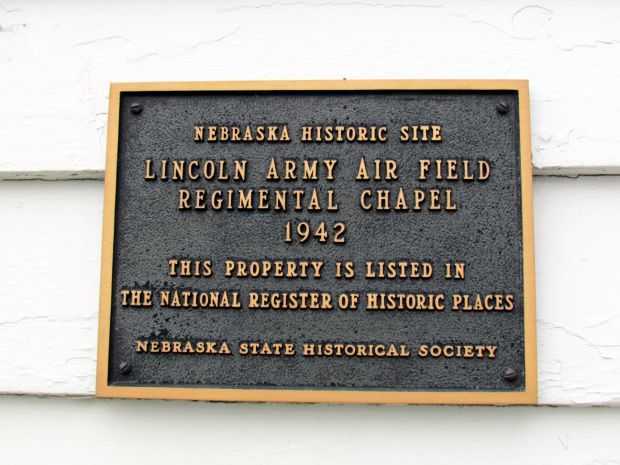 NEBRASKA HISTORIC SITE
LINCOLN ARMY AIR FIELD
REGIMENTAL CHAPEL
1942
THIS PROPERTY IS LISTED IN
THE NATIONAL REGISTER OF HISTORIC PLACES
NEBRASKA STATE HISTORICAL SOCIETY